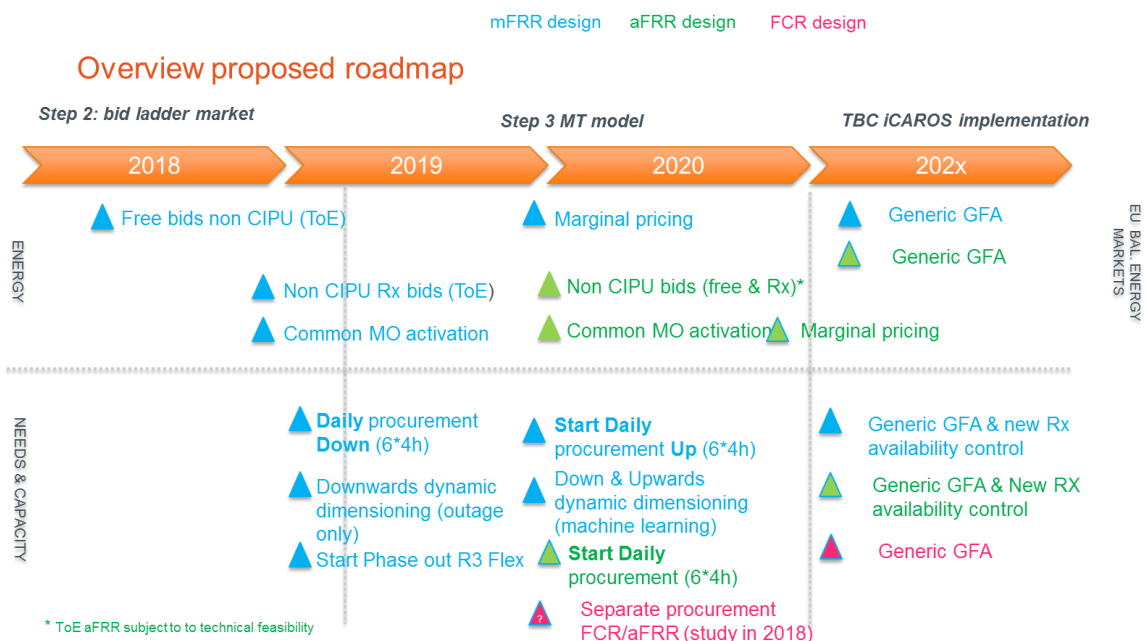 mFRR design aFRR design FCR design
Overview proposed roadmap
Step 2: bid ladder market
Step 3 MT model
TBC iCAROS implementation
2018 2019 2020 202x
ENERGY
Free bids non CIPU (ToE)
Marginal pricing
Generic GFA
Generic GFA
Non CIPU Rx bids (ToE)
Non CIPU bids (free & Rx)*
Common MO activation
Common MO activation
Marginal pricing
EU BAL. ENERGY
MARKETS
NEEDS & CAPACITY
Daily procurement
Down (6*4h)
Start Daily
procurement Up (6*4h)
Generic GFA & new Rx
availability control
Downwards dynamic
dimensioning (outage
only)
Down & Upwards
dynamic dimensioning
(machine learning)
Generic GFA & New RX
availability control
Start Phase out R3 Flex
Start Daily
procurement (6*4h)
Generic GFA
?
Separate procurement
FCR/aFRR (study in 2018)
* ToE aFRR subject to to technical feasibility